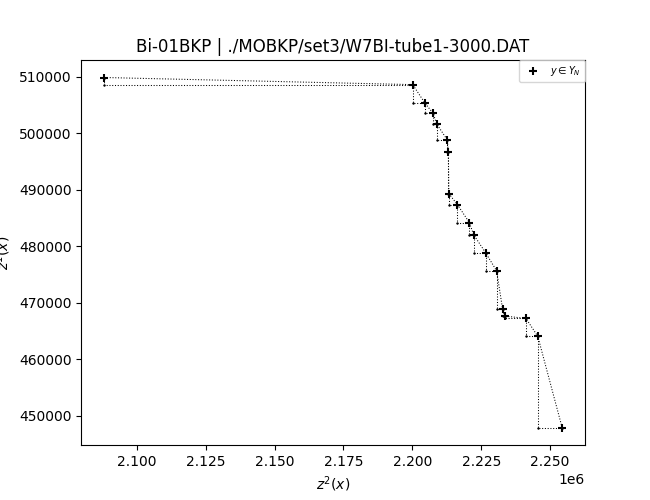 Bi-01BKP | ./MOBKP/set3/W7BI-tube1-3000.DAT
y ∈ Y_N
510000
500000
490000
480000
470000
460000
450000
2.100 2.125 2.150 2.175 2.200 2.225 2.250
1e6
z²(x)